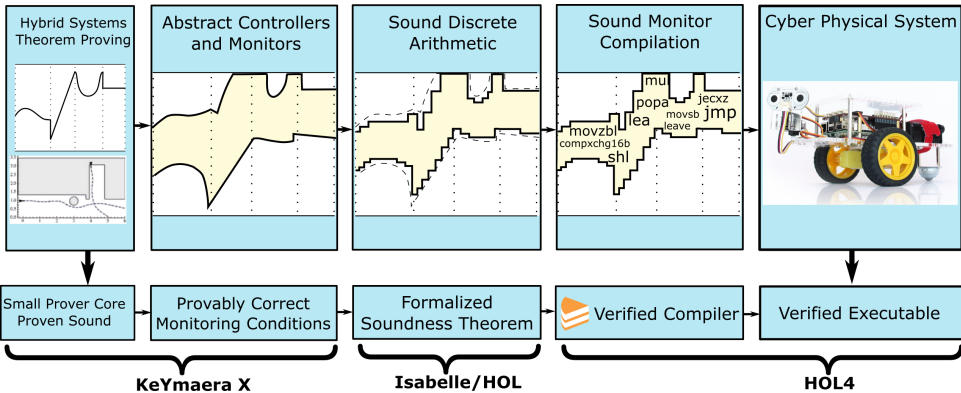 Hybrid Systems
Theorem Proving
Abstract Controllers
and Monitors
Sound Discrete
Arithmetic
Sound Monitor
Compilation
Cyber Physical System
mul
popa
lea
jecxz
movsb
jmp
leave
movzbl
compxchg16b
shl
Small Prover Core
Proven Sound
Provably Correct
Monitoring Conditions
Formalized
Soundness Theorem
Verified Compiler
Verified Executable
KeYmaera X
Isabelle/HOL
HOL4